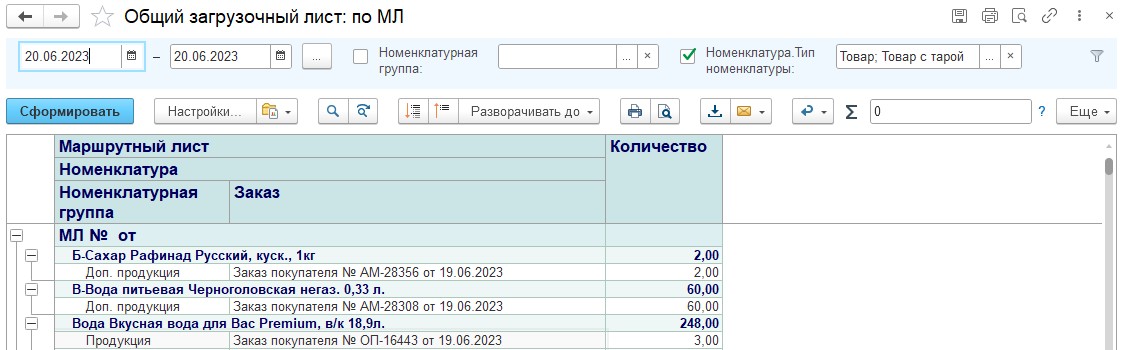 Общий загрузочный лист: по МЛ
20.06.2023 – 20.06.2023 ... Номенклатурная группа: ... × Номенклатура.Тип номенклатуры: Товар; Товар с тарой ... ×
Сформировать Настройки... Разворачивать до Σ 0 ? Еще
Маршрутный лист Количество
Номенклатура
Номенклатурная группа Заказ
МЛ № от
Б-Сахар Рафинад Русский, куск., 1кг 2,00
Доп. продукция Заказ покупателя № АМ-28356 от 19.06.2023 2,00
В-Вода питьевая Черноголовская негаз. 0,33 л. 60,00
Доп. продукция Заказ покупателя № АМ-28308 от 19.06.2023 60,00
Вода Вкусная вода для Вас Premium, в/к 18,9л. 248,00
Продукция Заказ покупателя № ОП-16443 от 19.06.2023 3,00